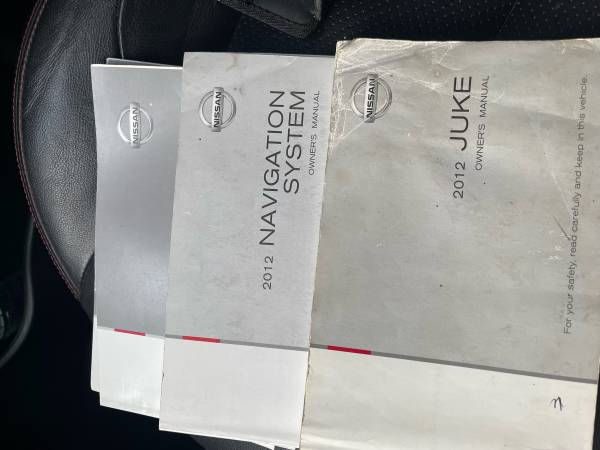 NISSAN
NISSAN
2012 NAVIGATION
SYSTEM
OWNER'S MANUAL
NISSAN
2012 JUKE
OWNER'S MANUAL
For your safety, read carefully and keep in this vehicle.